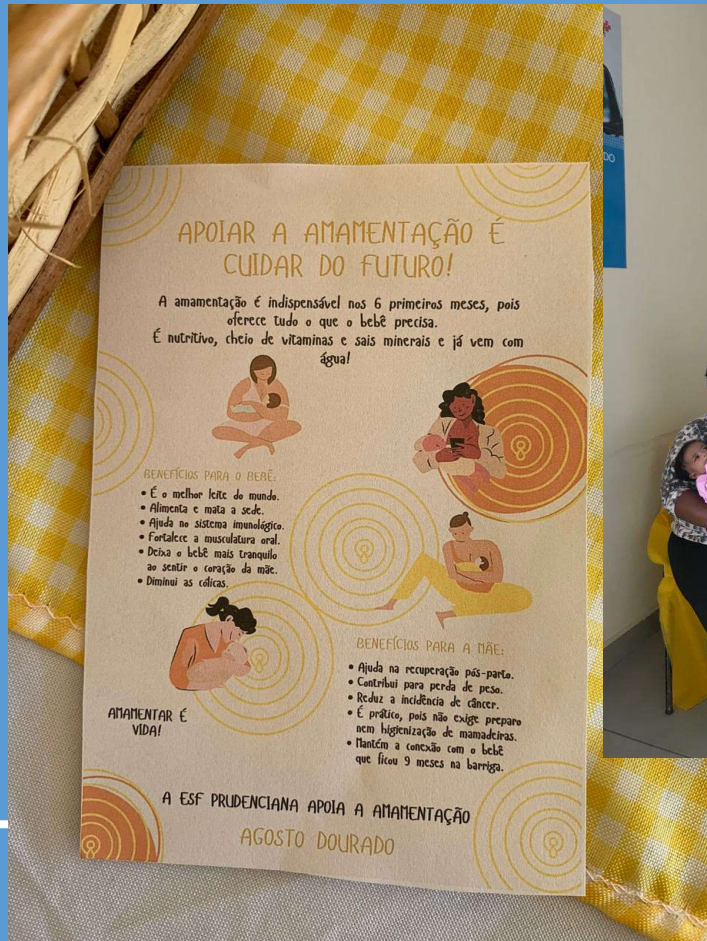 APOIAR A AMAMENTAÇÃO É
CUIDAR DO FUTURO!
A amamentação é indispensável nos 6 primeiros meses, pois
oferece tudo o que o bebê precisa.
É nutritivo, cheio de vitaminas e sais minerais e já vem com
água!
BENEFÍCIOS PARA O BEBÊ:
• É o melhor leite do mundo.
• Alimenta e mata a sede.
• Ajuda no sistema imunológico.
• Fortalece a musculatura oral.
• Deixa o bebê mais tranquilo
ao sentir o coração da mãe.
• Diminui as cólicas.
BENEFÍCIOS PARA A MÃE:
• Ajuda na recuperação pós-parto.
• Contribui para perda de peso.
• Reduz a incidência de câncer.
• É prático, pois não exige preparo
nem higienização de mamadeiras.
• Mantém a conexão com o bebê
que ficou 9 meses na barriga.
AMAMENTAR É
VIDA!
A ESF PRUDENCIANA APOIA A AMAMENTAÇÃO
AGOSTO DOURADO